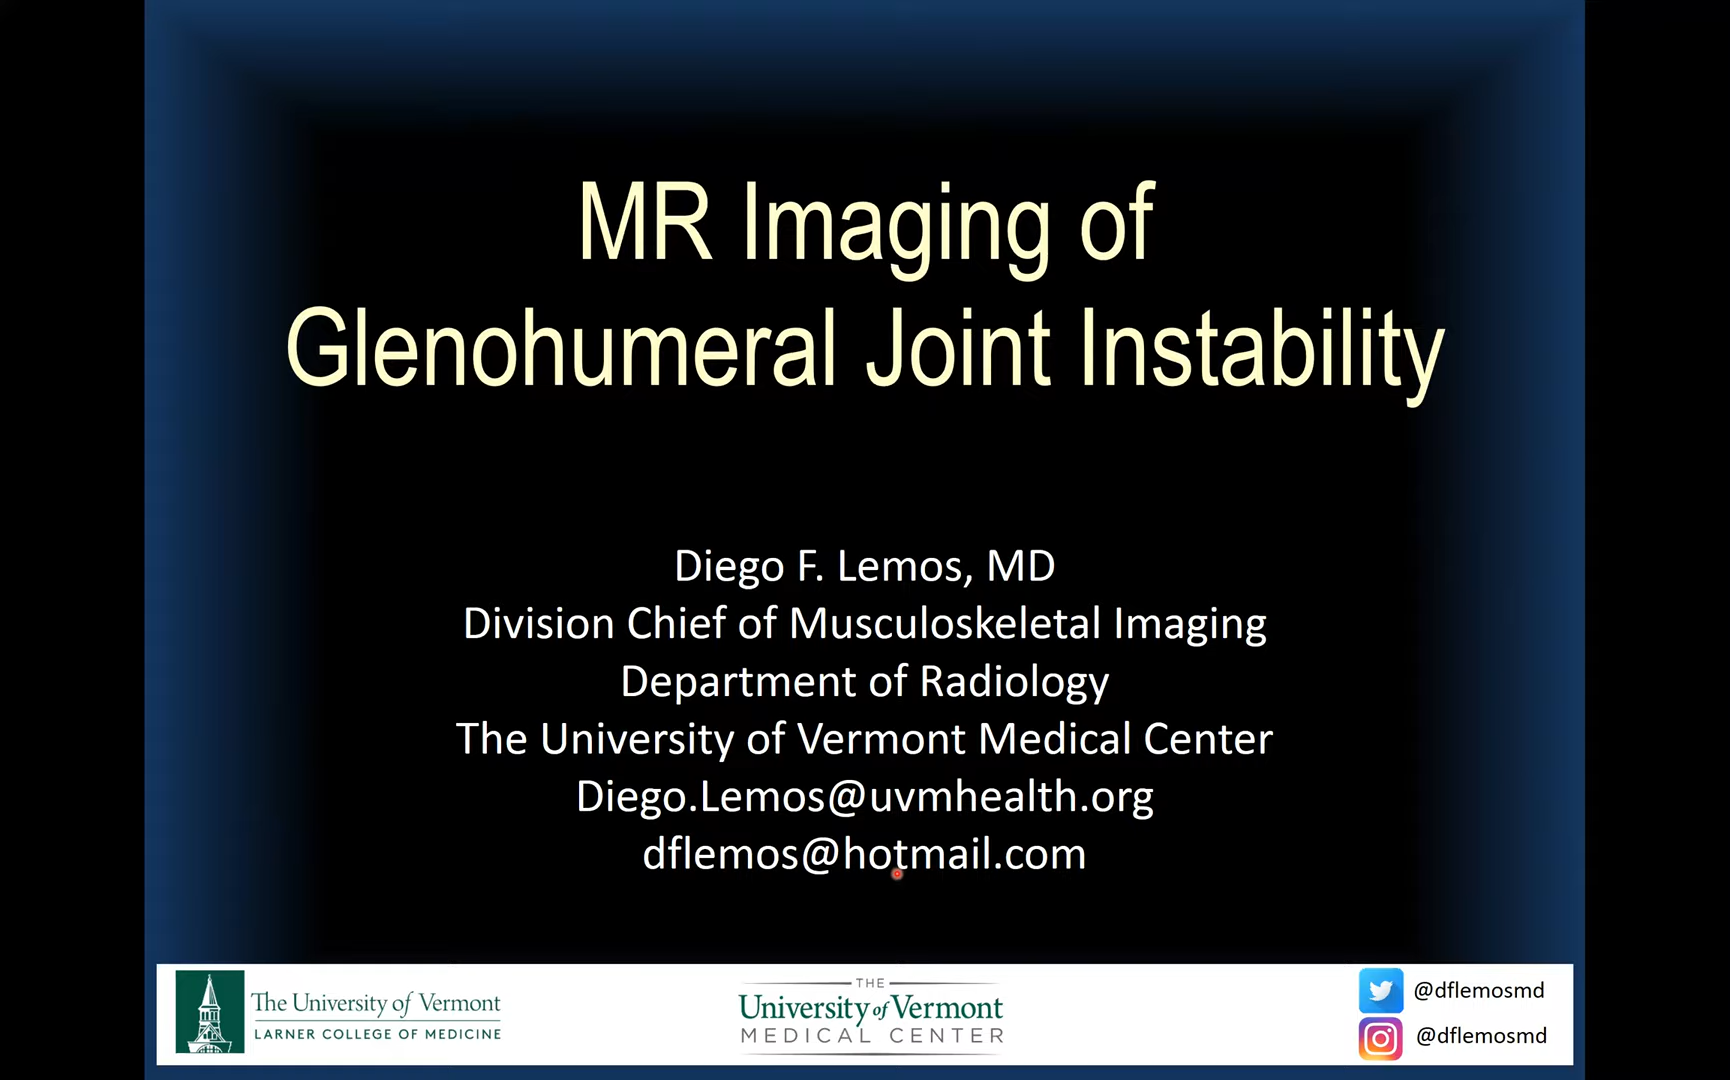 MR Imaging of
Glenohumeral Joint Instability
Diego F. Lemos, MD
Division Chief of Musculoskeletal Imaging
Department of Radiology
The University of Vermont Medical Center
Diego.Lemos@uvmhealth.org
dflemos@hotmail.com
The University of Vermont
LARNER COLLEGE OF MEDICINE
THE
University of Vermont
MEDICAL CENTER
@dflemosmd
@dflemosmd